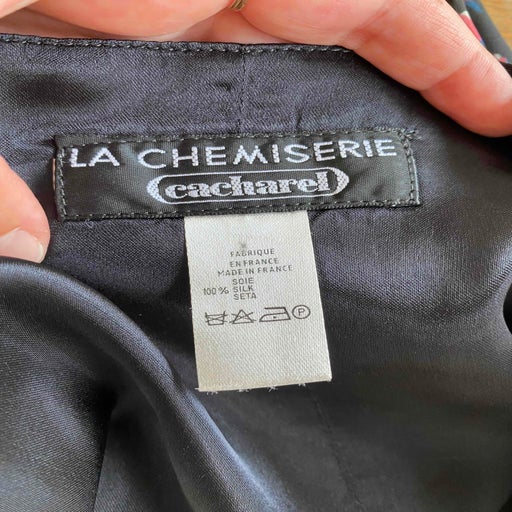 LA CHEMISERIE
cacharel
FABRIQUE
EN FRANCE
MADE IN FRANCE
SOIE
100% SILK
SETA
P